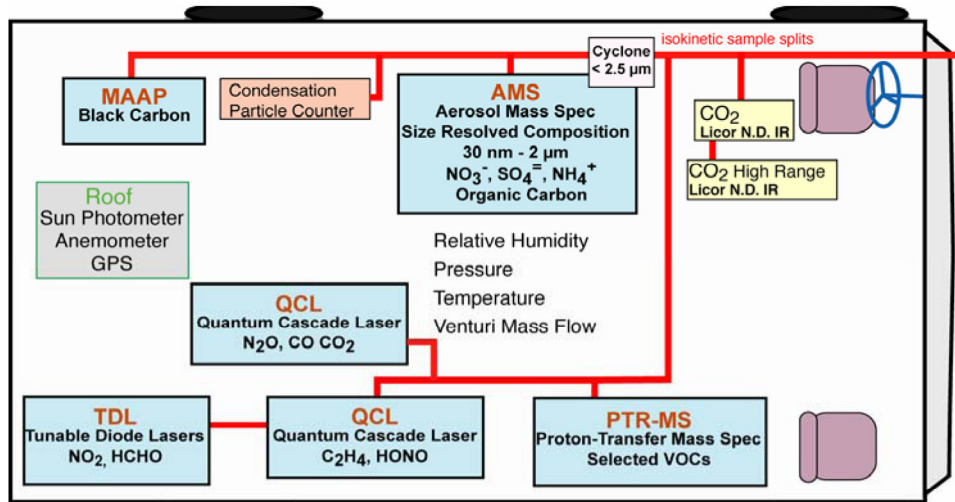 isokinetic sample splits
Cyclone
< 2.5 µm
MAAP
Black Carbon
Condensation
Particle Counter
AMS
Aerosol Mass Spec
Size Resolved Composition
30 nm - 2 µm
NO3-, SO4=, NH4+
Organic Carbon
CO2
Licor N.D. IR
CO2 High Range
Licor N.D. IR
Roof
Sun Photometer
Anemometer
GPS
Relative Humidity
Pressure
Temperature
Venturi Mass Flow
QCL
Quantum Cascade Laser
N2O, CO CO2
TDL
Tunable Diode Lasers
NO2, HCHO
QCL
Quantum Cascade Laser
C2H4, HONO
PTR-MS
Proton-Transfer Mass Spec
Selected VOCs